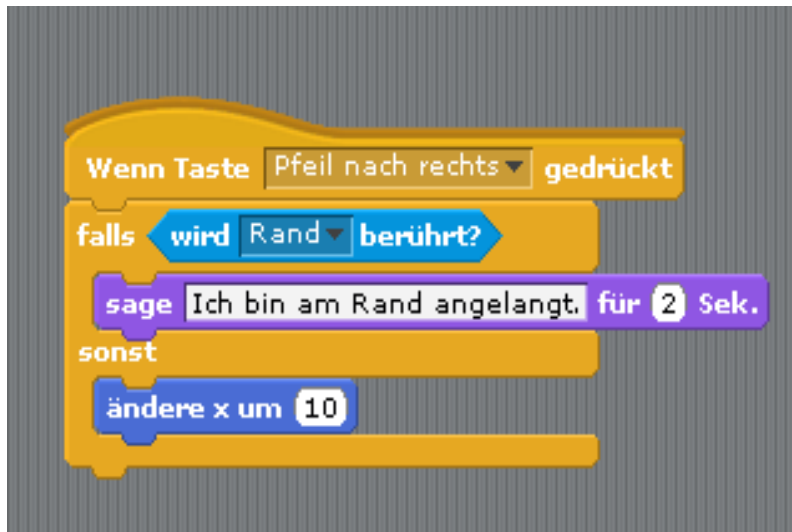 Wenn Taste Pfeil nach rechts gedrückt
falls wird Rand berührt?
sage Ich bin am Rand angelangt. für 2 Sek.
sonst
ändere x um 10